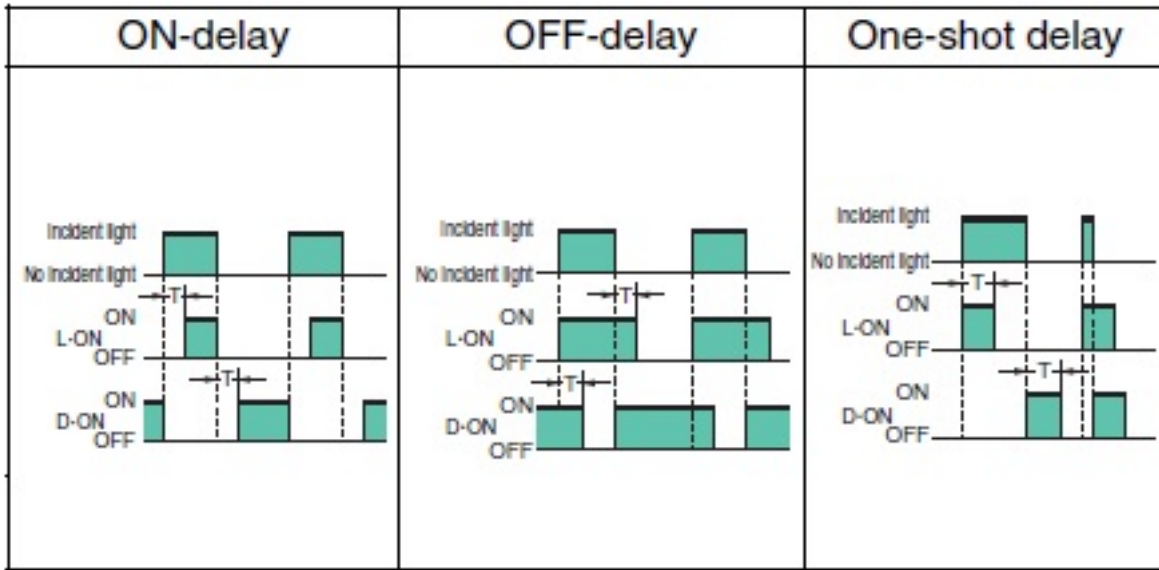 ON-delay
OFF-delay
One-shot delay
Incident light
No incident light
T
ON
L-ON
OFF
T
ON
D-ON
OFF
Incident light
No incident light
T
ON
L-ON
OFF
T
ON
D-ON
OFF
Incident light
No incident light
T
ON
L-ON
OFF
T
ON
D-ON
OFF